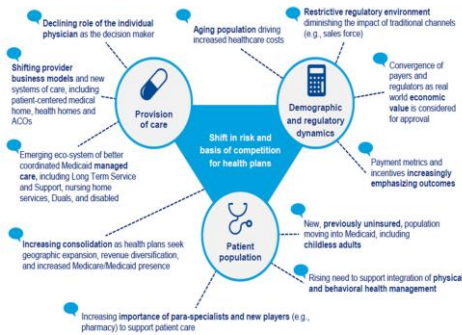 Declining role of the individual
physician as the decision maker
Shifting provider
business models and new
systems of care, including
patient-centered medical
home, health homes and
ACOs
Emerging eco-system of better
coordinated Medicaid managed
care, including Long Term Service
and Support, nursing home
services, Duals, and disabled
Increasing consolidation as health plans seek
geographic expansion, revenue diversification,
and increased Medicare/Medicaid presence
Provision
of care
Aging population driving
increased healthcare costs
Shift in risk and
basis of competition
for health plans
Demographic
and regulatory
dynamics
Restrictive regulatory environment
diminishing the impact of traditional channels
(e.g., sales force)
Convergence of
payers and
regulators as real
world economic
value is considered
for approval
Payment metrics and
incentives increasingly
emphasizing outcomes
Patient
population
New, previously uninsured, population
moving into Medicaid, including
childless adults
Rising need to support integration of physical
and behavioral health management
Increasing importance of para-specialists and new players (e.g.,
pharmacy) to support patient care